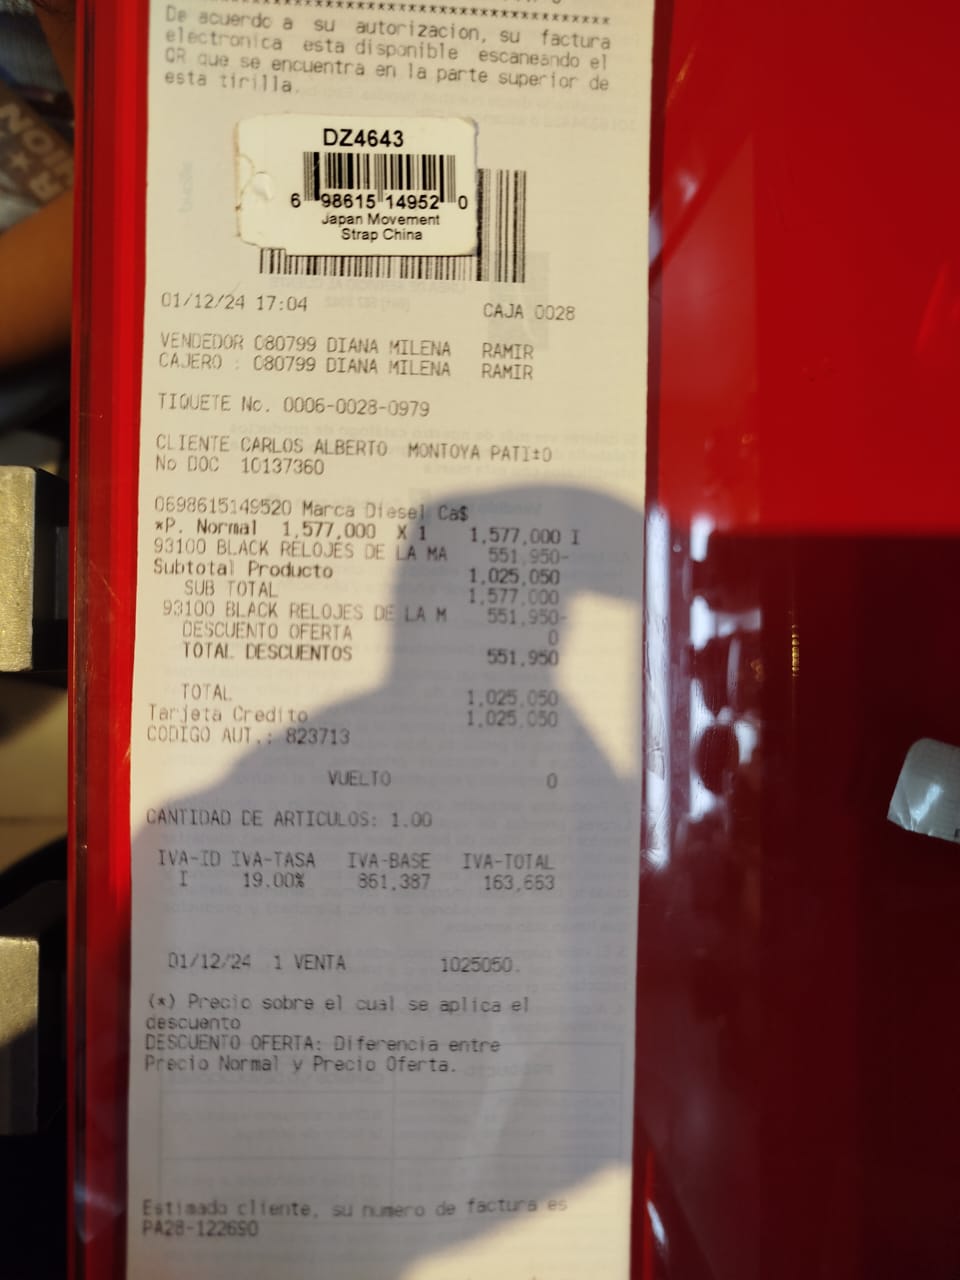 ****************************************
De acuerdo a su autorizacion, su factura
electronica esta disponible escaneando el
QR que se encuentra en la parte superior de
esta tirilla.
DZ4643
6 98615 14952 0
Japan Movement
Strap China
01/12/24 17:04 CAJA 0028
VENDEDOR 080799 DIANA MILENA RAMIR
CAJERO : 080799 DIANA MILENA RAMIR
TIQUETE No. 0006-0028-0979
CLIENTE CARLOS ALBERTO MONTOYA PATI±O
No DOC 10137360
0698615149520 Marca Diesel Ca$
*P. Normal 1,577,000 X 1 1,577,000 I
93100 BLACK RELOJES DE LA MA 551,950-
Subtotal Producto 1,025,050
SUB TOTAL 1,577,000
93100 BLACK RELOJES DE LA M 551,950-
DESCUENTO OFERTA 0
TOTAL DESCUENTOS 551,950
TOTAL 1,025,050
Tarjeta Credito 1,025,050
CODIGO AUT.: 823713
VUELTO 0
CANTIDAD DE ARTICULOS: 1.00
IVA-ID IVA-TASA IVA-BASE IVA-TOTAL
I 19.00% 861,387 163,663
01/12/24 1 VENTA 1025050.
(*) Precio sobre el cual se aplica el
descuento
DESCUENTO OFERTA: Diferencia entre
Precio Normal y Precio Oferta.
Estimado cliente, su numero de factura es
PA28-122690